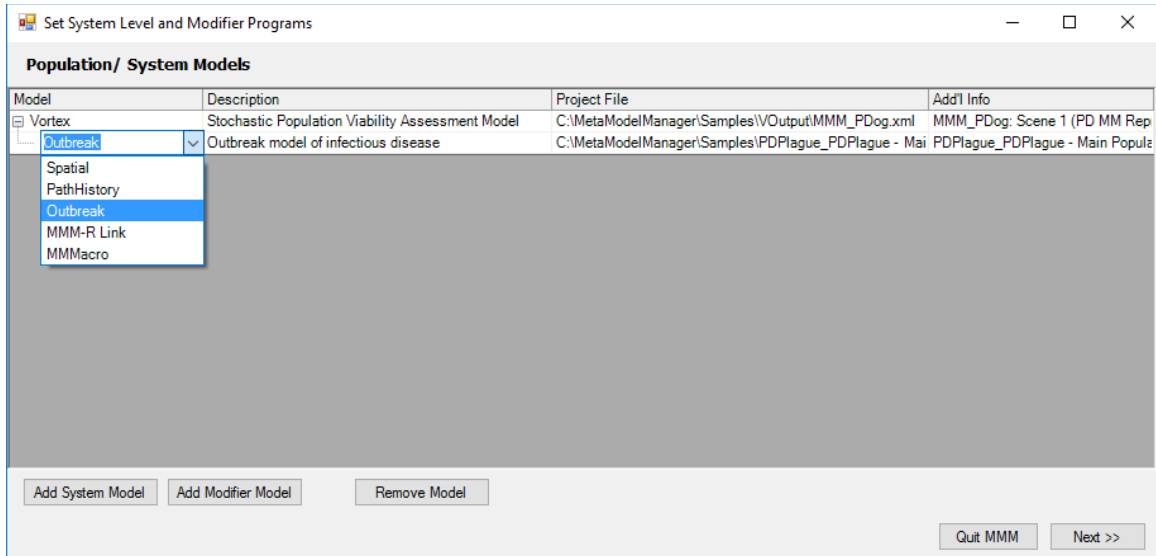 Set System Level and Modifier Programs
Population/ System Models
Model Description Project File Add'l Info
Vortex Stochastic Population Viability Assessment Model C:\MetaModelManager\Samples\VOutput\MMM_PDog.xml MMM_PDog: Scene 1 (PD MM Rep
Outbreak Outbreak model of infectious disease C:\MetaModelManager\Samples\PDPlague_PDPlague - Mai PDPlague_PDPlague - Main Popula
Spatial
PathHistory
Outbreak
MMM-R Link
MMMacro
Add System Model Add Modifier Model Remove Model
Quit MMM Next >>